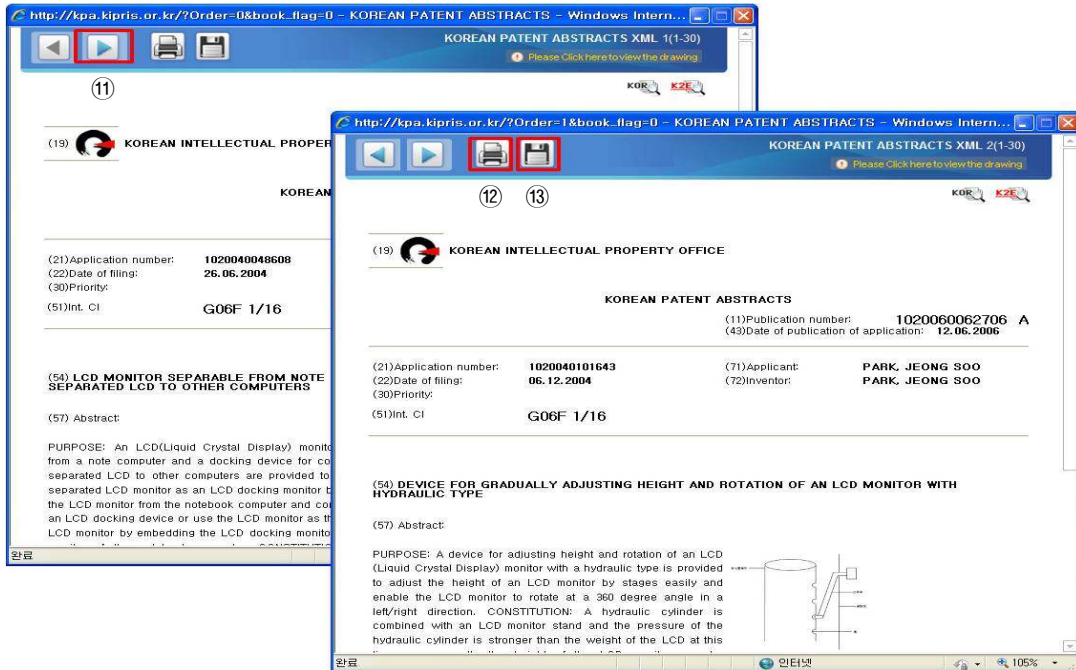 http://kpa.kipris.or.kr/?Order=0&book_flag=0 - KOREAN PATENT ABSTRACTS - Windows Intern...
KOREAN PATENT ABSTRACTS XML 1(1-30)
Please Click here to view the drawing
⑪
KOR K2E
(19) KOREAN INTELLECTUAL PROPER
KOREAN
(21)Application number: 1020040048608
(22)Date of filing: 26.06.2004
(30)Priority:
(51)Int. Cl G06F 1/16
(54) LCD MONITOR SEPARABLE FROM NOTE
SEPARATED LCD TO OTHER COMPUTERS
(57) Abstract:
PURPOSE: An LCD(Liquid Crystal Display) monito
from a note computer and a docking device for co
separated LCD to other computers are provided to
separated LCD monitor as an LCD docking monitor b
the LCD monitor from the notebook computer and co
an LCD docking device or use the LCD monitor as th
LCD monitor by embedding the LCD docking monito
완료
http://kpa.kipris.or.kr/?Order=1&book_flag=0 - KOREAN PATENT ABSTRACTS - Windows Intern...
KOREAN PATENT ABSTRACTS XML 2(1-30)
Please Click here to view the drawing
⑫ ⑬
KOR K2E
(19) KOREAN INTELLECTUAL PROPERTY OFFICE
KOREAN PATENT ABSTRACTS
(11)Publication number: 1020060062706 A
(43)Date of publication of application: 12.06.2006
(21)Application number: 1020040101643 (71)Applicant: PARK, JEONG SOO
(22)Date of filing: 06.12.2004 (72)Inventor: PARK, JEONG SOO
(30)Priority:
(51)Int. Cl G06F 1/16
(54) DEVICE FOR GRADUALLY ADJUSTING HEIGHT AND ROTATION OF AN LCD MONITOR WITH
HYDRAULIC TYPE
(57) Abstract:
PURPOSE: A device for adjusting height and rotation of an LCD
(Liquid Crystal Display) monitor with a hydraulic type is provided
to adjust the height of an LCD monitor by stages easily and
enable the LCD monitor to rotate at a 360 degree angle in a
left/right direction. CONSTITUTION: A hydraulic cylinder is
combined with an LCD monitor stand and the pressure of the
hydraulic cylinder is stronger than the weight of the LCD at this
완료 인터넷 105%